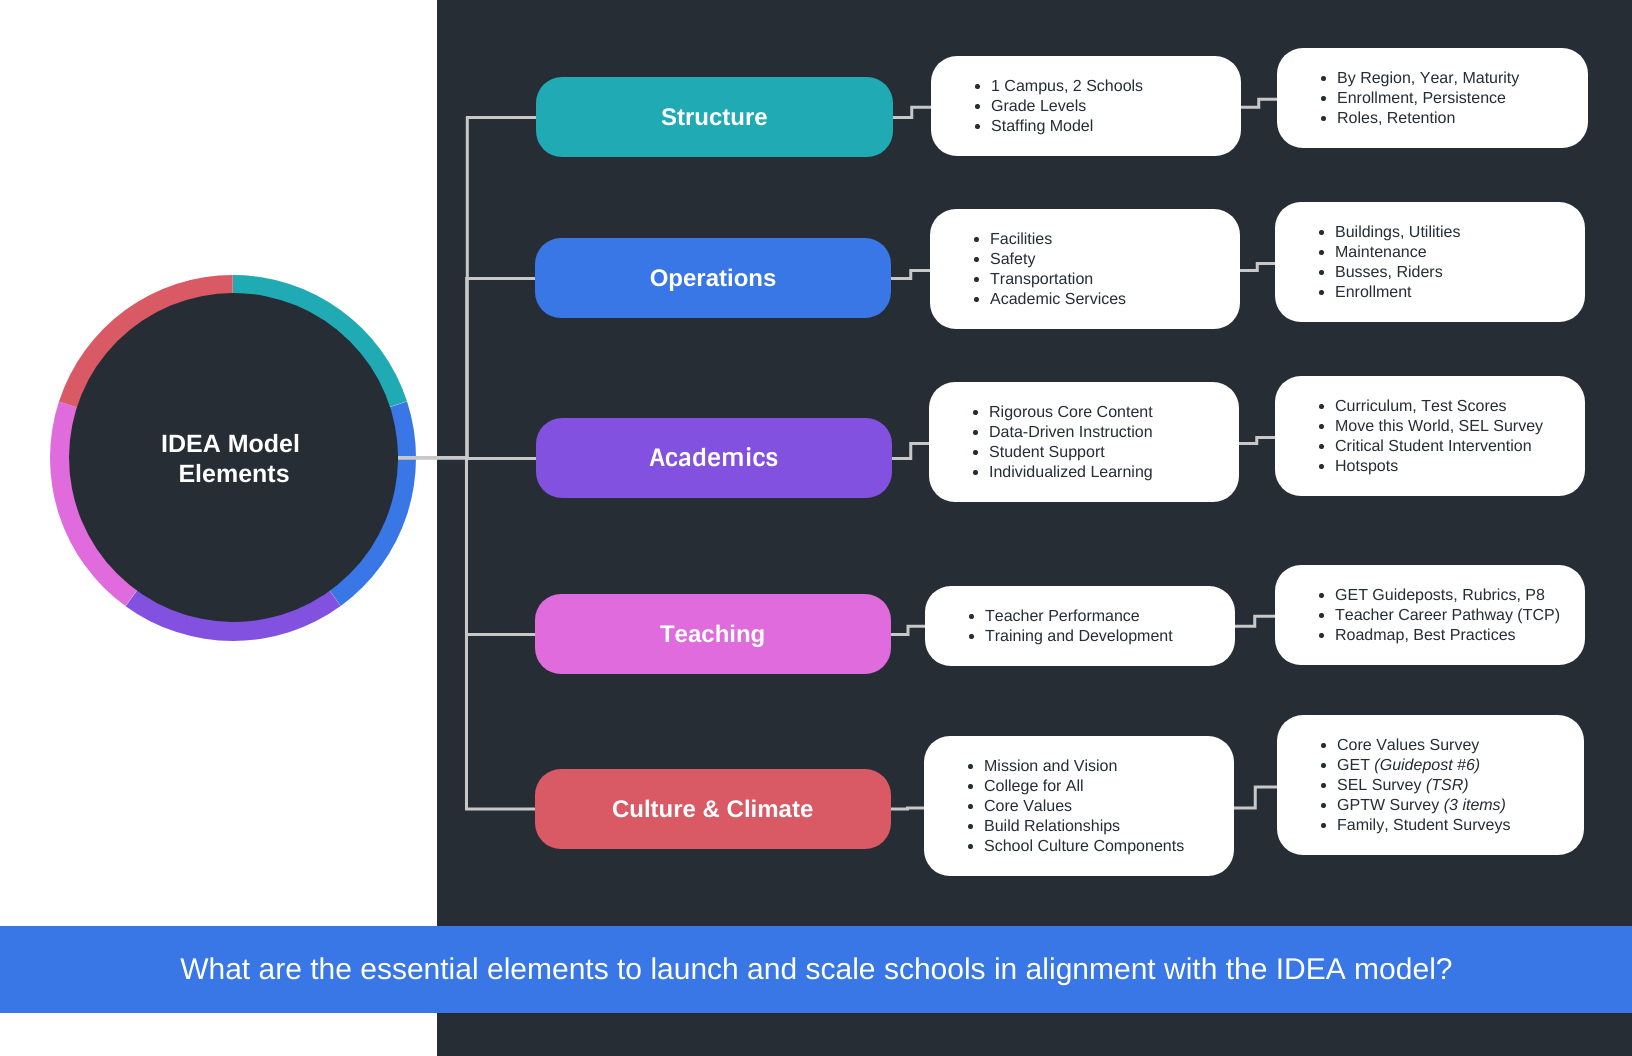 IDEA Model
Elements
Structure
• 1 Campus, 2 Schools
• Grade Levels
• Staffing Model
• By Region, Year, Maturity
• Enrollment, Persistence
• Roles, Retention
Operations
• Facilities
• Safety
• Transportation
• Academic Services
• Buildings, Utilities
• Maintenance
• Busses, Riders
• Enrollment
Academics
• Rigorous Core Content
• Data-Driven Instruction
• Student Support
• Individualized Learning
• Curriculum, Test Scores
• Move this World, SEL Survey
• Critical Student Intervention
• Hotspots
Teaching
• Teacher Performance
• Training and Development
• GET Guideposts, Rubrics, P8
• Teacher Career Pathway (TCP)
• Roadmap, Best Practices
Culture & Climate
• Mission and Vision
• College for All
• Core Values
• Build Relationships
• School Culture Components
• Core Values Survey
• GET (Guidepost #6)
• SEL Survey (TSR)
• GPTW Survey (3 items)
• Family, Student Surveys
What are the essential elements to launch and scale schools in alignment with the IDEA model?